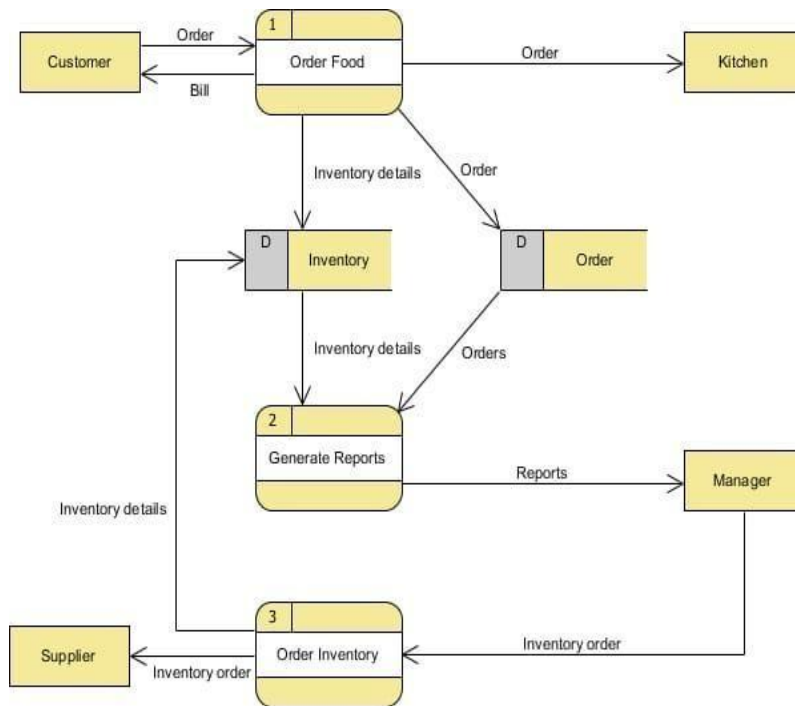 1
Order
Customer
Order Food
Order
Kitchen
Bill
Inventory details
Order
D
Inventory
D
Order
Inventory details
Orders
2
Generate Reports
Reports
Manager
Inventory details
3
Supplier
Order Inventory
Inventory order
Inventory order